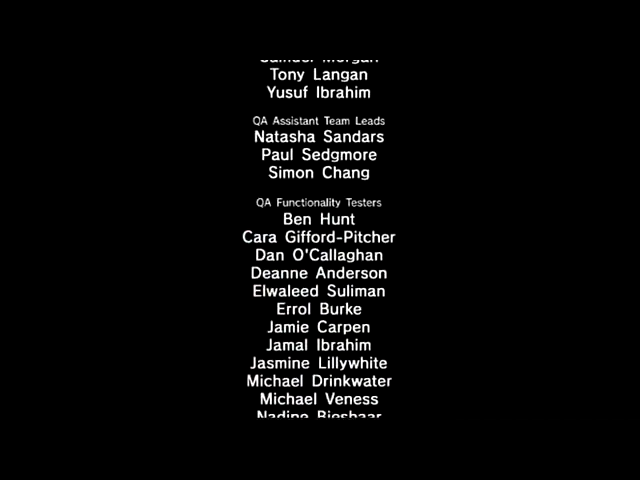 Tony Langan
Yusuf Ibrahim
QA Assistant Team Leads
Natasha Sandars
Paul Sedgmore
Simon Chang
QA Functionality Testers
Ben Hunt
Cara Gifford-Pitcher
Dan O'Callaghan
Deanne Anderson
Elwaleed Suliman
Errol Burke
Jamie Carpen
Jamal Ibrahim
Jasmine Lillywhite
Michael Drinkwater
Michael Veness
Nadine